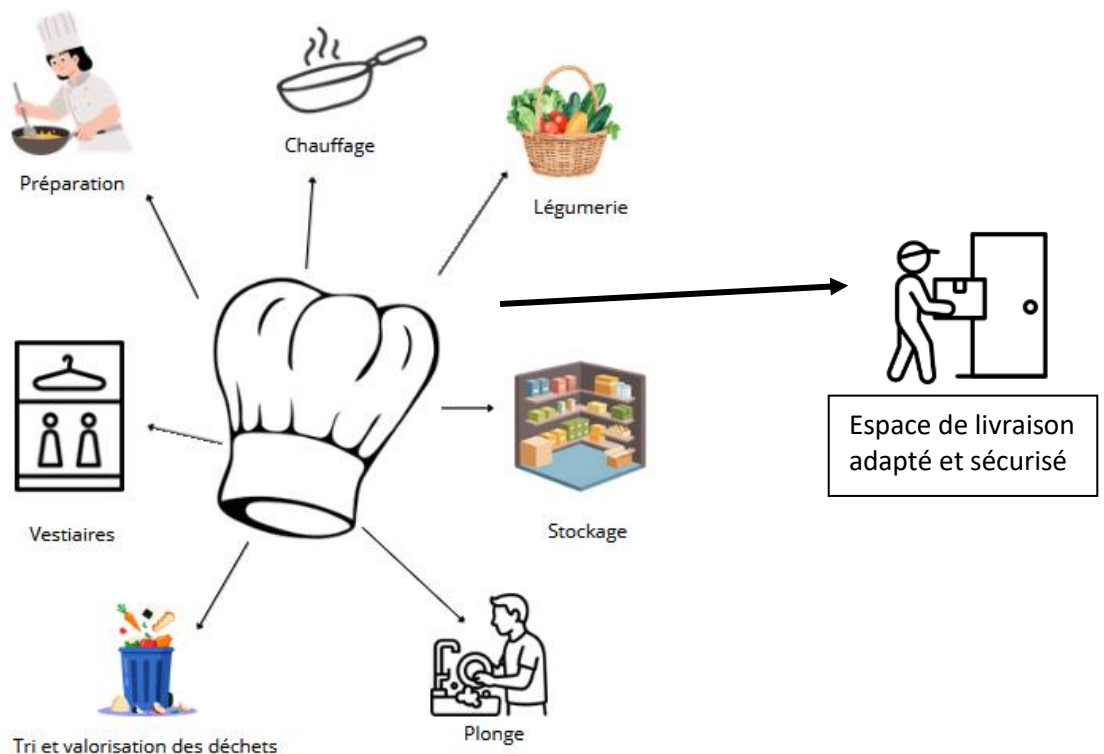 Chauffage
Préparation
Légumerie
Espace de livraison
adapté et sécurisé
Vestiaires
Stockage
Plonge
Tri et valorisation des déchets